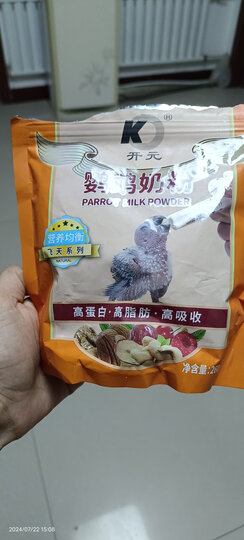 KO®
开元
鹦鹉奶粉
PARROT MILK POWDER
营养均衡
飞天系列
NATURAL
高蛋白·高脂肪·高吸收
净含量:
2024/07/22 15:08